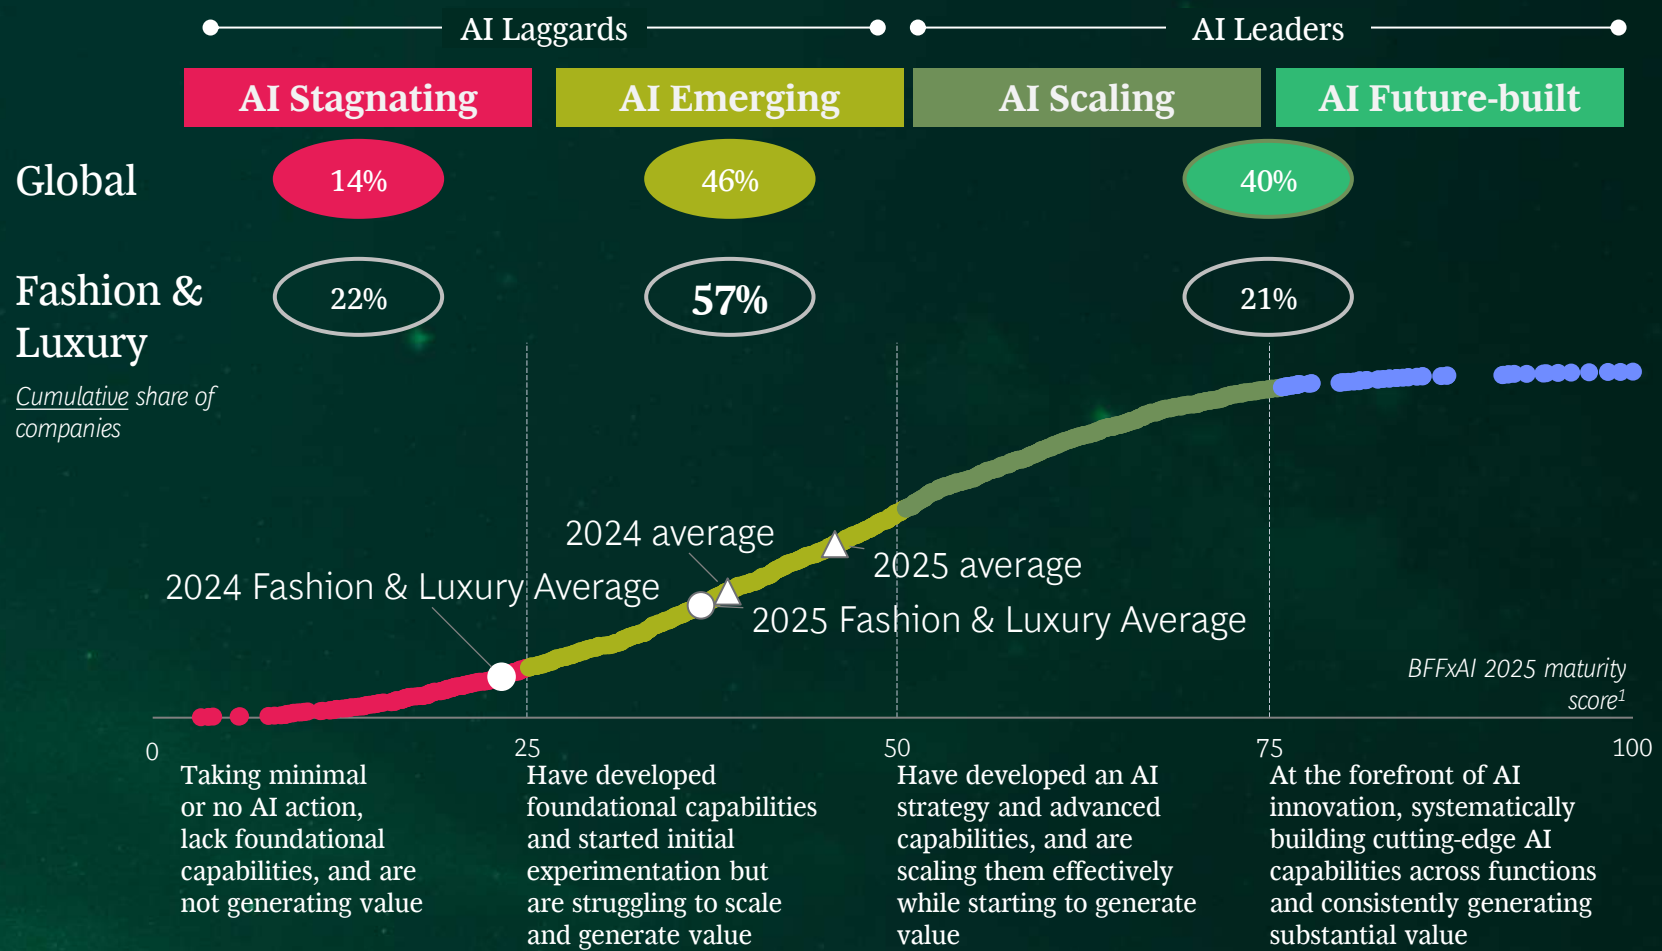 AI Laggards
AI Leaders
AI Stagnating
AI Emerging
AI Scaling
AI Future-built
Global
14%
46%
40%
Fashion &
Luxury
22%
57%
21%
Cumulative share of
companies
2024 average
2025 average
2024 Fashion & Luxury Average
2025 Fashion & Luxury Average
BFFxAI 2025 maturity
score¹
0
25
50
75
100
Taking minimal
or no AI action,
lack foundational
capabilities, and are
not generating value
Have developed
foundational capabilities
and started initial
experimentation but
are struggling to scale
and generate value
Have developed an AI
strategy and advanced
capabilities, and are
scaling them effectively
while starting to generate
value
At the forefront of AI
innovation, systematically
building cutting-edge AI
capabilities across functions
and consistently generating
substantial value